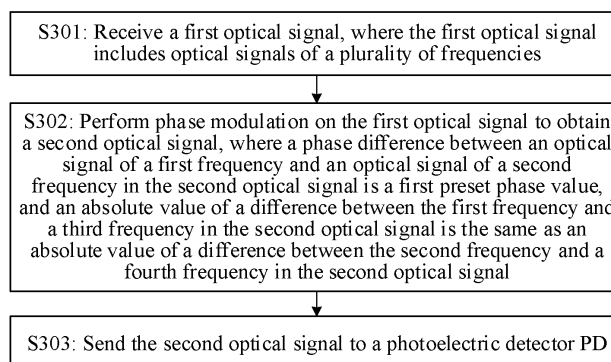 S301: Receive a first optical signal, where the first optical signal
includes optical signals of a plurality of frequencies
S302: Perform phase modulation on the first optical signal to obtain
a second optical signal, where a phase difference between an optical
signal of a first frequency and an optical signal of a second
frequency in the second optical signal is a first preset phase value,
and an absolute value of a difference between the first frequency and
a third frequency in the second optical signal is the same as an
absolute value of a difference between the second frequency and a
fourth frequency in the second optical signal
S303: Send the second optical signal to a photoelectric detector PD